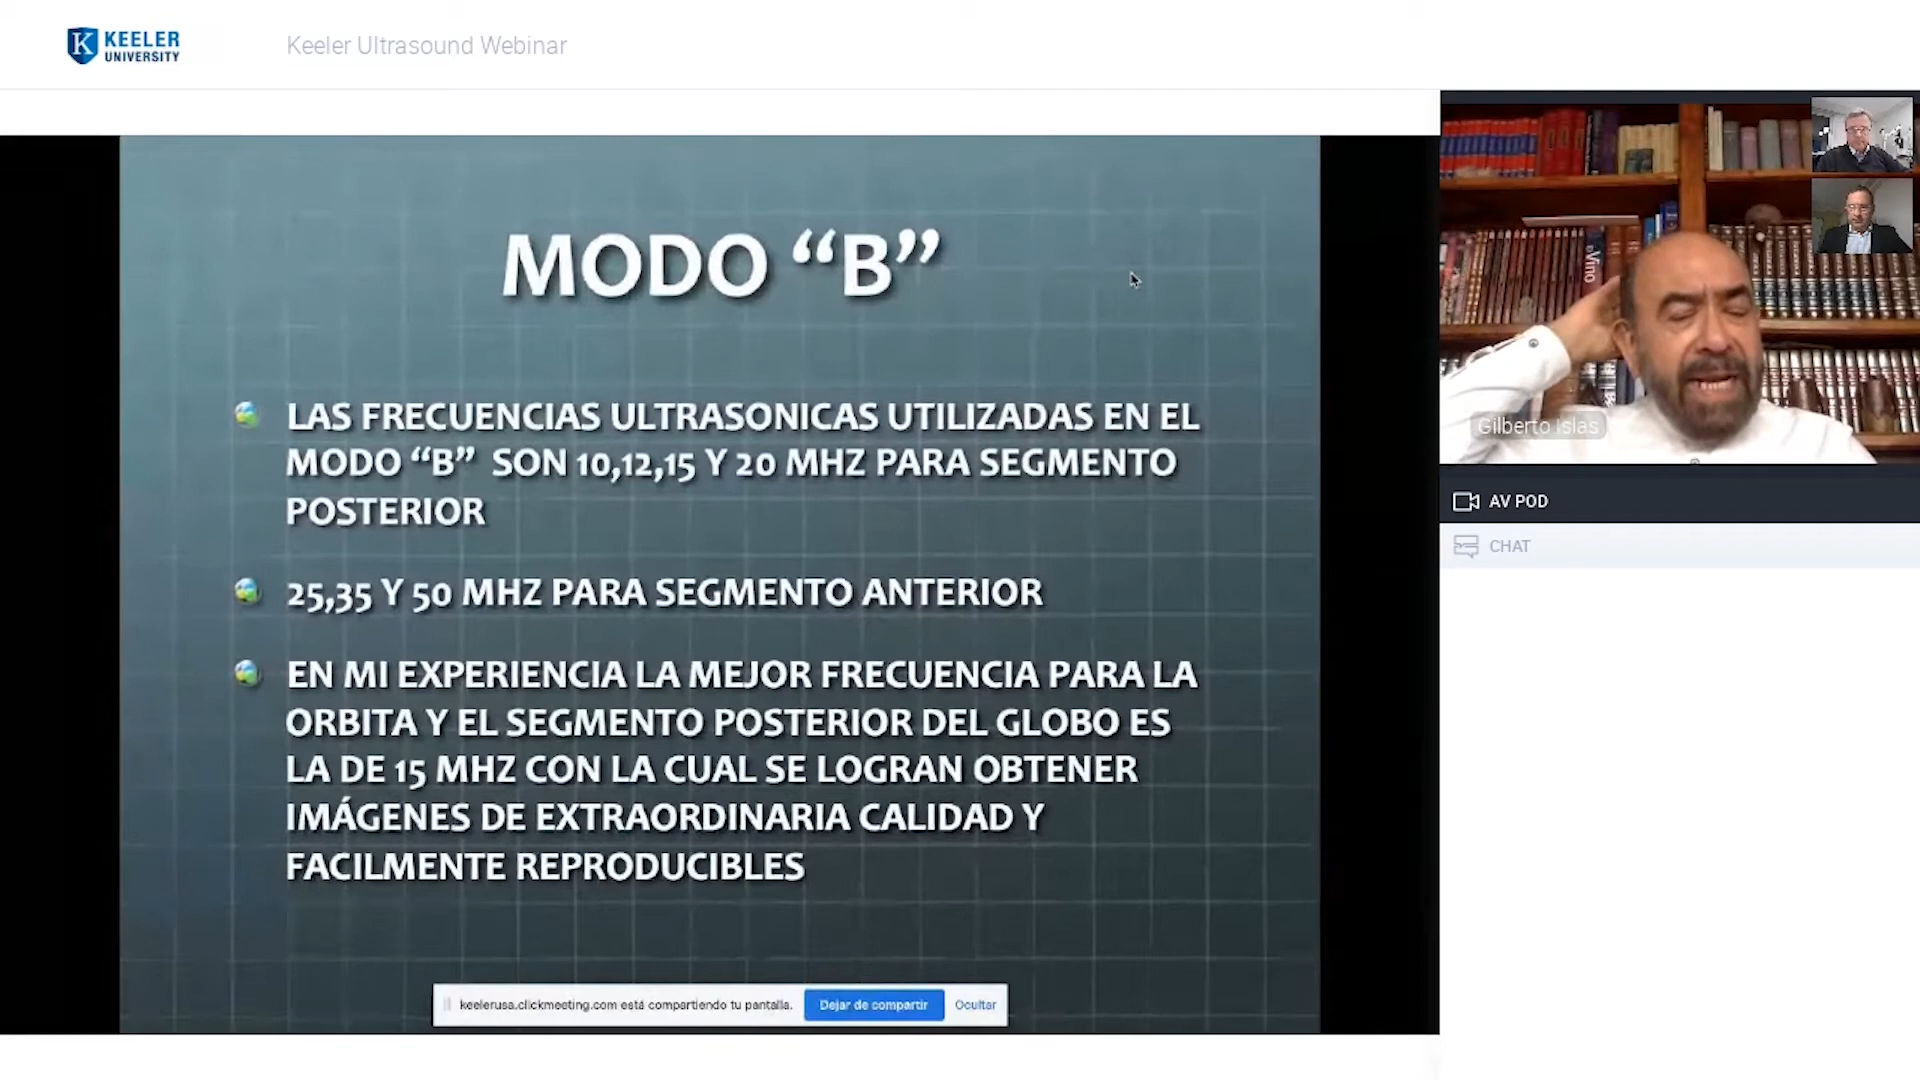 KEELER
UNIVERSITY
Keeler Ultrasound Webinar
MODO “B”
LAS FRECUENCIAS ULTRASONICAS UTILIZADAS EN EL
MODO “B” SON 10,12,15 Y 20 MHZ PARA SEGMENTO
POSTERIOR
25,35 Y 50 MHZ PARA SEGMENTO ANTERIOR
EN MI EXPERIENCIA LA MEJOR FRECUENCIA PARA LA
ORBITA Y EL SEGMENTO POSTERIOR DEL GLOBO ES
LA DE 15 MHZ CON LA CUAL SE LOGRAN OBTENER
IMÁGENES DE EXTRAORDINARIA CALIDAD Y
FACILMENTE REPRODUCIBLES
keelerusa.clickmeeting.com está compartiendo tu pantalla.
Dejar de compartir
Ocultar
Vino
Gilberto Islas
AV POD
CHAT